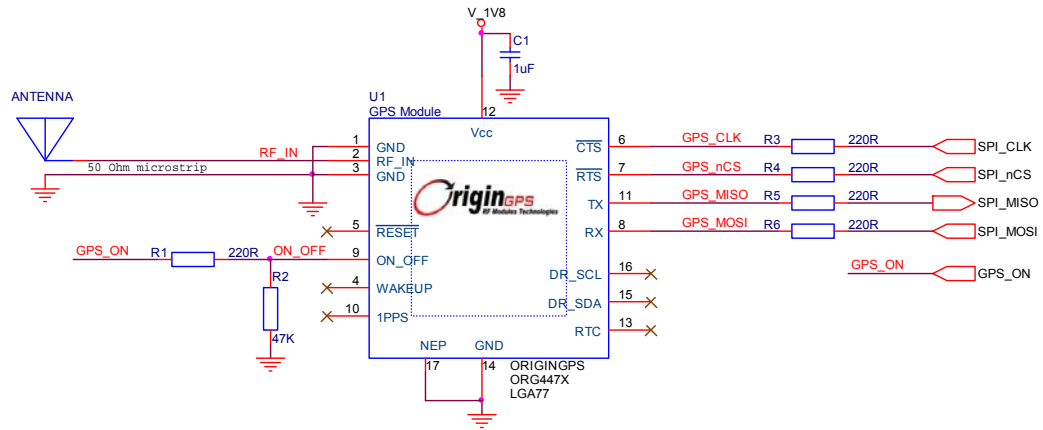 V_1V8
C1
1uF
ANTENNA
U1
GPS Module
12
Vcc
1
GND
6
CTS
GPS_CLK
R3
220R
SPI_CLK
RF_IN
2
RF_IN
50 Ohm microstrip
3
GND
7
RTS
GPS_nCS
R4
220R
SPI_nCS
OriginGPS
RF Modules Technologies
11
TX
GPS_MISO
R5
220R
SPI_MISO
5
RESET
8
RX
GPS_MOSI
R6
220R
SPI_MOSI
GPS_ON
R1
220R
ON_OFF
9
ON_OFF
R2
47K
16
DR_SCL
GPS_ON
GPS_ON
4
WAKEUP
15
DR_SDA
10
1PPS
13
RTC
NEP
GND
17
14
ORIGINGPS
ORG447X
LGA77